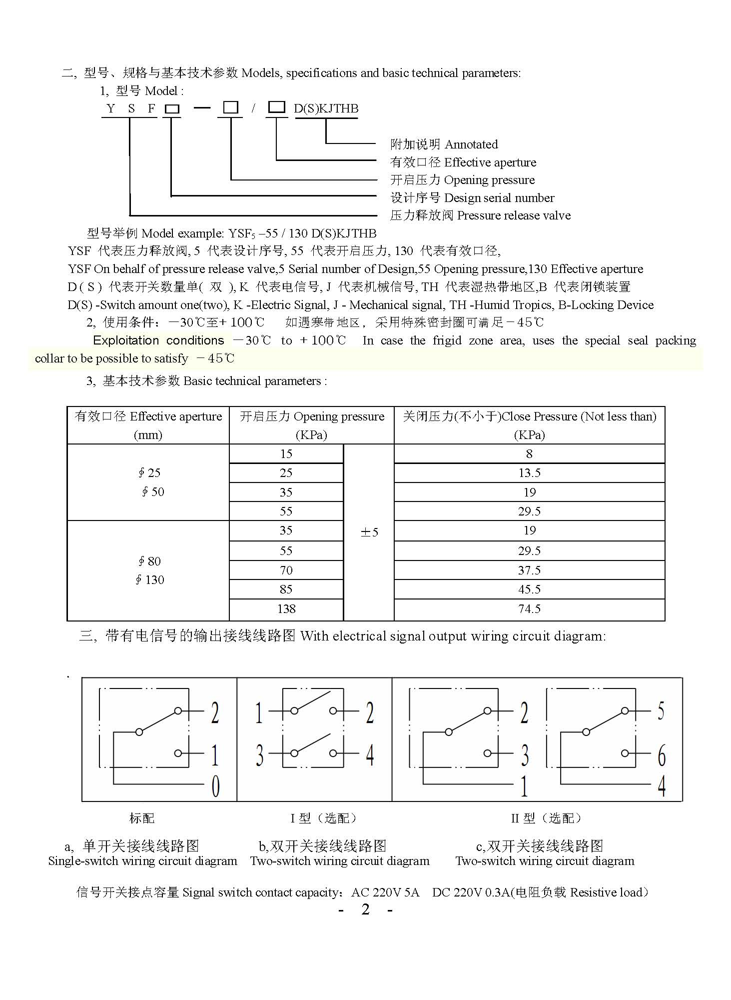 二, 型号、规格与基本技术参数 Models, specifications and basic technical parameters:
1, 型号 Model :
Y S F □ — □ / □ D(S)KJTHB
附加说明 Annotated
有效口径 Effective aperture
开启压力 Opening pressure
设计序号 Design serial number
压力释放阀 Pressure release valve
型号举例 Model example: YSF5 –55 / 130 D(S)KJTHB
YSF 代表压力释放阀, 5 代表设计序号, 55 代表开启压力, 130 代表有效口径,
YSF On behalf of pressure release valve,5 Serial number of Design,55 Opening pressure,130 Effective aperture
D ( S ) 代表开关数量单( 双 ), K 代表电信号, J 代表机械信号, TH 代表湿热带地区,B 代表闭锁装置
D(S) -Switch amount one(two), K -Electric Signal, J - Mechanical signal, TH -Humid Tropics, B-Locking Device
2, 使用条件：－30℃至+100℃ 如遇寒带地区，采用特殊密封圈可满足－45℃
Exploitation conditions －30℃ to +100℃ In case the frigid zone area, uses the special seal packing
collar to be possible to satisfy －45℃
3, 基本技术参数 Basic technical parameters :
有效口径 Effective aperture 开启压力 Opening pressure 关闭压力(不小于)Close Pressure (Not less than)
(mm) (KPa) (KPa)
15 8
∮25 25 13.5
∮50 35 19
55 29.5
35 ±5 19
55 29.5
∮80 70 37.5
∮130 85 45.5
138 74.5
三, 带有电信号的输出接线线路图 With electrical signal output wiring circuit diagram:
.
2 1 2 2 5
1 3 4 3 6
0 1 4
标配 I 型（选配） II 型（选配）
a, 单开关接线线路图 b,双开关接线线路图 c,双开关接线线路图
Single-switch wiring circuit diagram Two-switch wiring circuit diagram Two-switch wiring circuit diagram
信号开关接点容量 Signal switch contact capacity：AC 220V 5A DC 220V 0.3A(电阻负载 Resistive load）
- 2 -